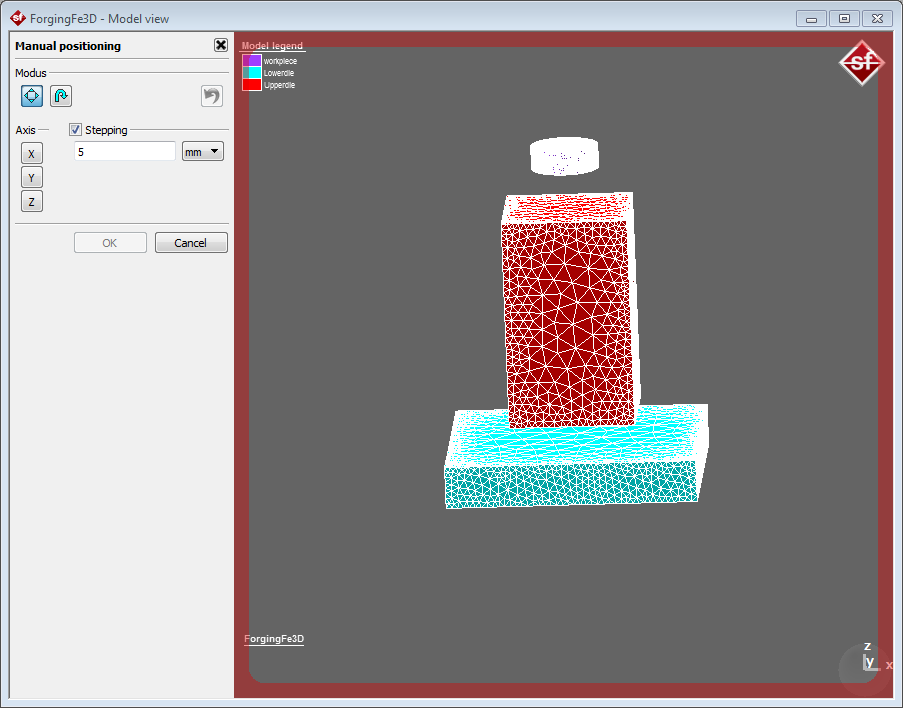 ForgingFe3D - Model view
Manual positioning
Modus
Axis
Stepping
X
5
mm
Y
Z
OK
Cancel
Model legend
workpiece
Lowerdie
Upperdie
sf
ForgingFe3D
z
y
x